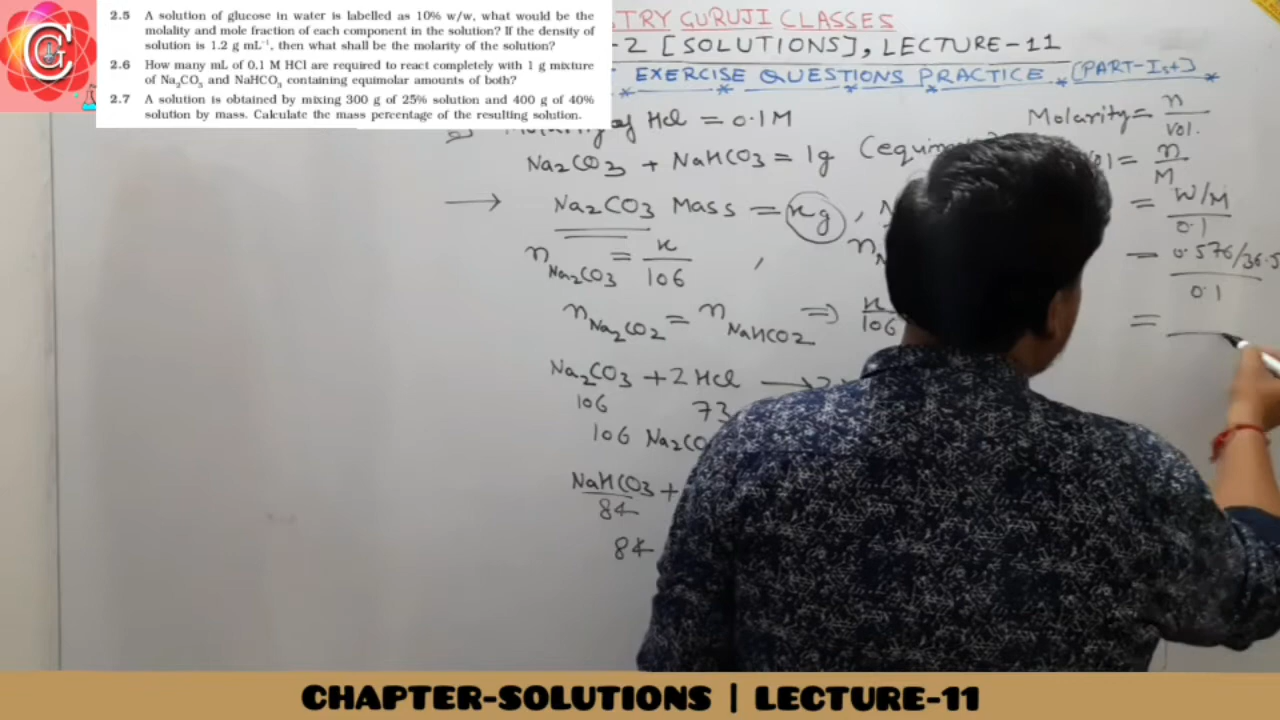 2.5 A solution of glucose in water is labelled as 10% w/w, what would be the
molality and mole fraction of each component in the solution? If the density of
solution is 1.2 g mL⁻¹, then what shall be the molarity of the solution?
2.6 How many mL of 0.1 M HCl are required to react completely with 1 g mixture
of Na₂CO₃ and NaHCO₃ containing equimolar amounts of both?
2.7 A solution is obtained by mixing 300 g of 25% solution and 400 g of 40%
solution by mass. Calculate the mass percentage of the resulting solution.
TRY GURUJI CLASSES
-2 [SOLUTIONS], LECTURE-11
EXERCISE QUESTIONS PRACTICE (PART-Ist)
of HCl = 0.1M
Na₂CO₃ + NaHCO₃ = 1g
→ Na₂CO₃ Mass = xg ,
n Na₂CO₃ = x/106 ,
n Na₂CO₂ = n NaHCO₂ ⇒ x/106
Na₂CO₃ + 2HCl →
106 73
106 Na₂CO
NaHCO₃ +
84
84
Molarity = n/vol.
= n/M
= W/M / 0.1
= 0.576/36.5 / 0.1
=
CHAPTER-SOLUTIONS | LECTURE-11